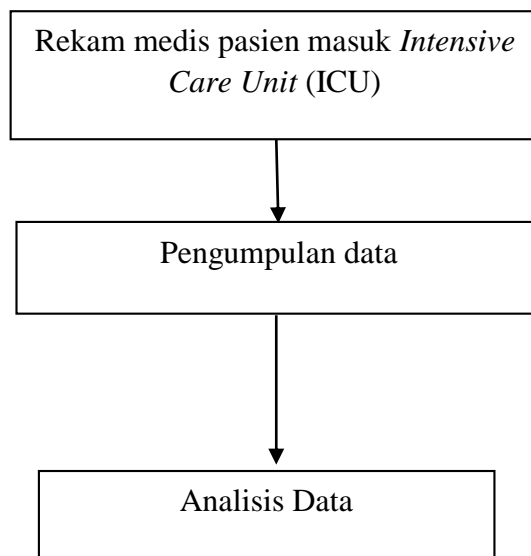 Rekam medis pasien masuk Intensive
Care Unit (ICU)
Pengumpulan data
Analisis Data